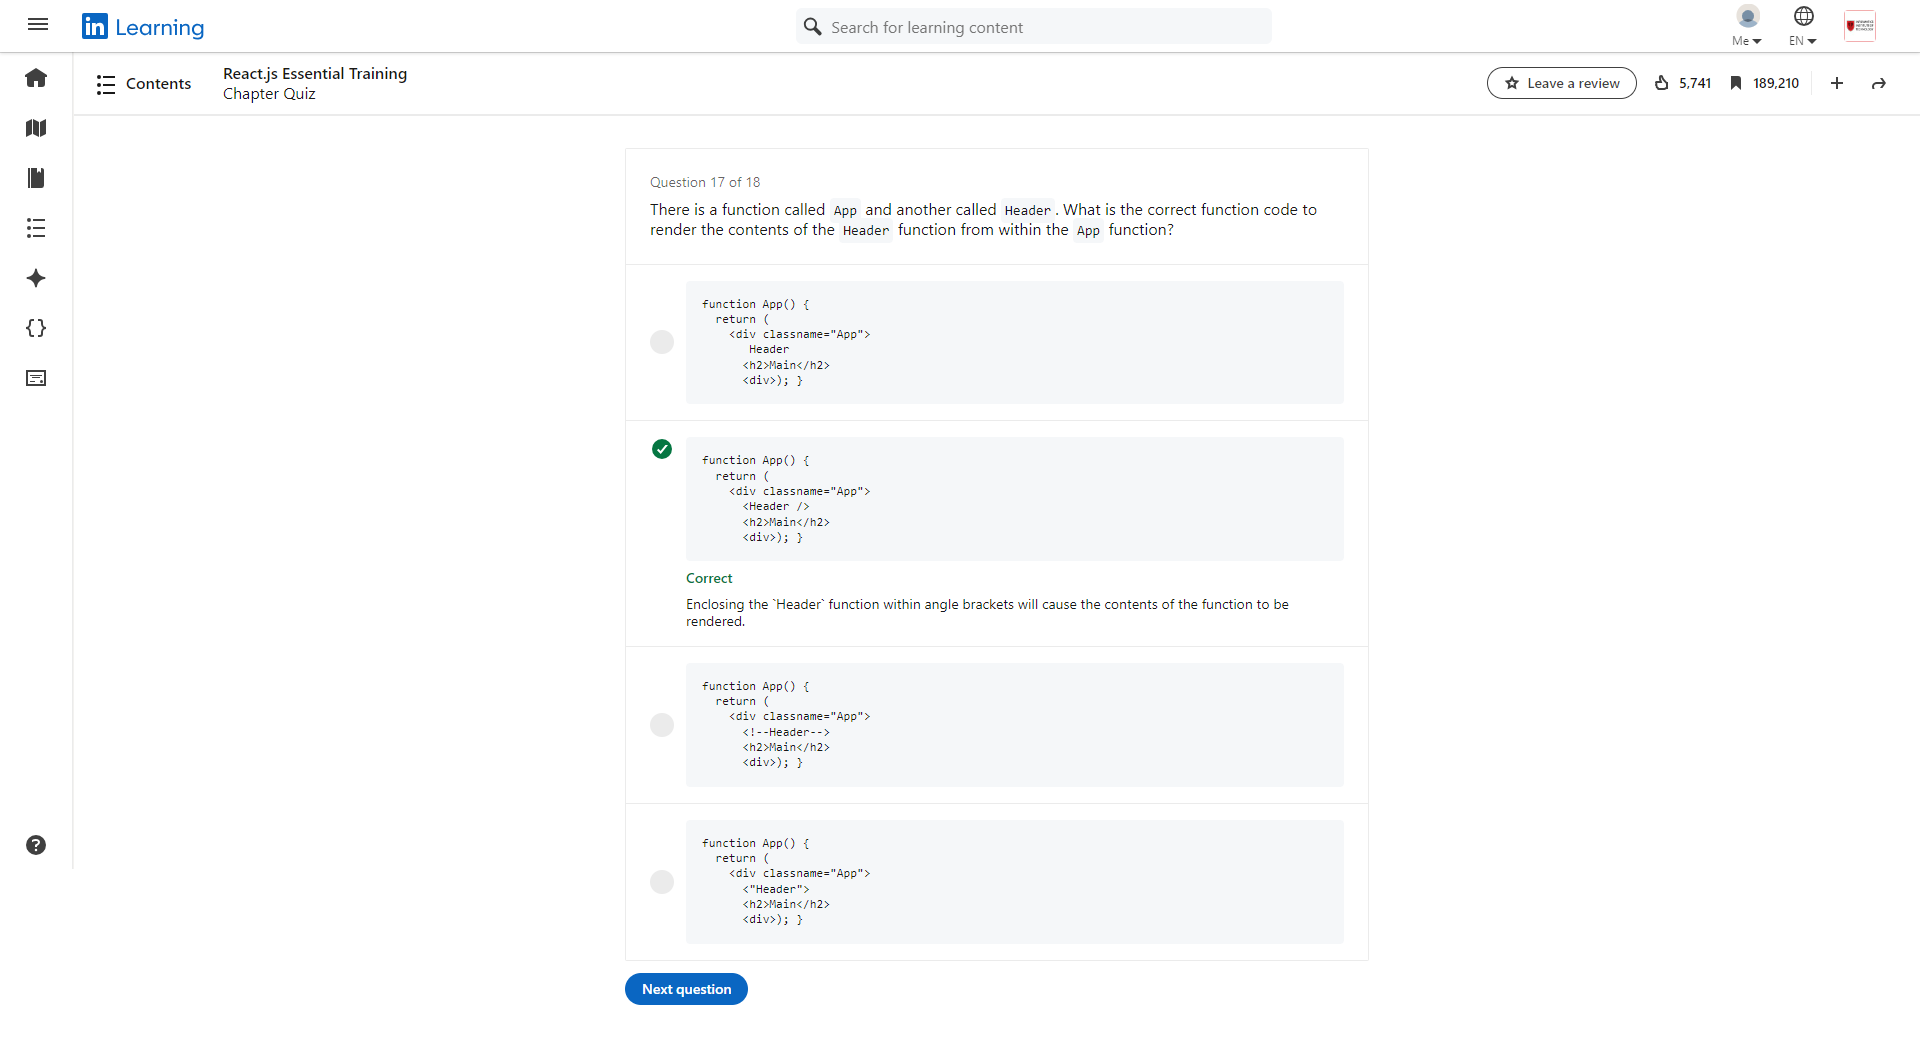 in Learning
Search for learning content
Me
EN
Contents
React.js Essential Training
Chapter Quiz
Leave a review
5,741
189,210
Question 17 of 18
There is a function called App and another called Header. What is the correct function code to
render the contents of the Header function from within the App function?
function App() {
  return (
    <div classname="App">
       Header
      <h2>Main</h2>
      <div>); }
function App() {
  return (
    <div classname="App">
      <Header />
      <h2>Main</h2>
      <div>); }
Correct
Enclosing the `Header` function within angle brackets will cause the contents of the function to be
rendered.
function App() {
  return (
    <div classname="App">
      <!--Header-->
      <h2>Main</h2>
      <div>); }
function App() {
  return (
    <div classname="App">
      <"Header">
      <h2>Main</h2>
      <div>); }
Next question